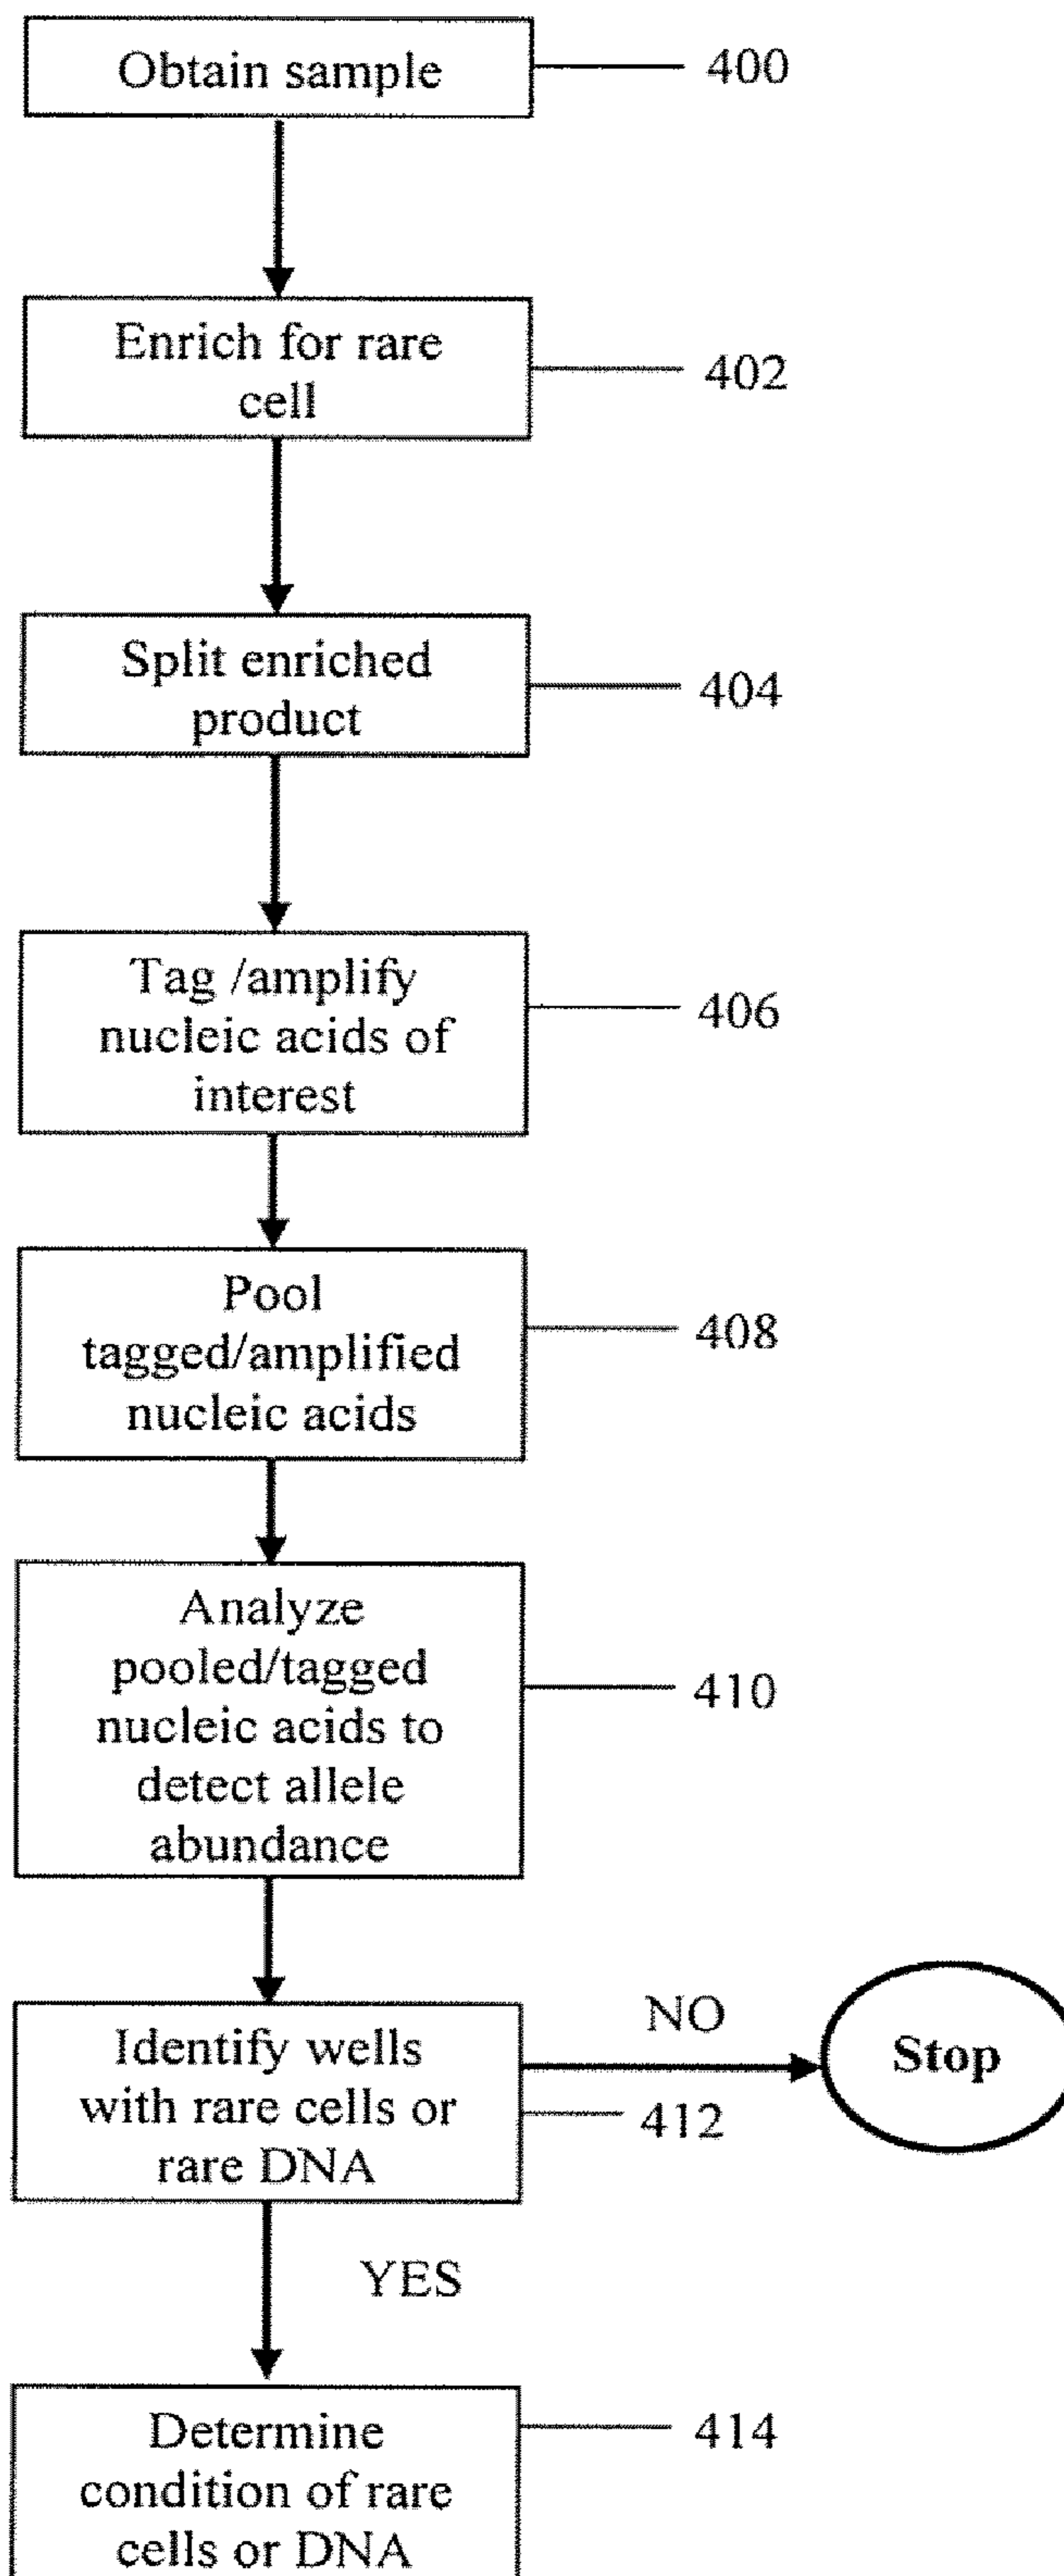 Obtain sample
400
Enrich for rare
cell
402
Split enriched
product
404
Tag /amplify
nucleic acids of
interest
406
Pool
tagged/amplified
nucleic acids
408
Analyze
pooled/tagged
nucleic acids to
detect allele
abundance
410
Identify wells
with rare cells or
rare DNA
NO
412
Stop
YES
Determine
condition of rare
cells or DNA
414